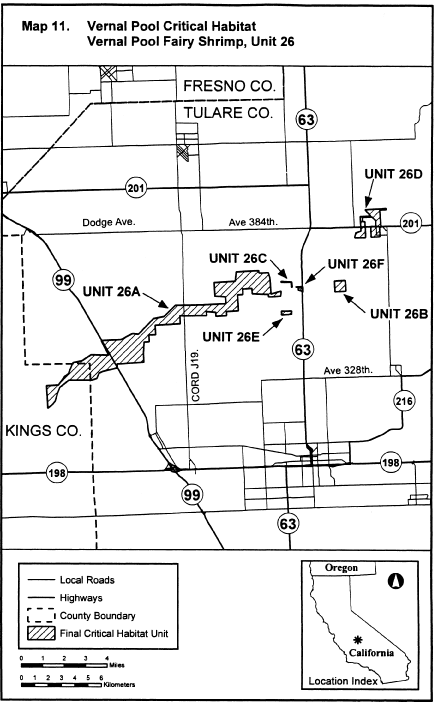 Map 11. Vernal Pool Critical Habitat
Vernal Pool Fairy Shrimp, Unit 26
FRESNO CO.
TULARE CO.
63
UNIT 26D
201
Dodge Ave.
Ave 384th.
201
UNIT 26C
UNIT 26F
99
UNIT 26A
UNIT 26B
UNIT 26E
63
CORD J19.
Ave 328th.
216
KINGS CO.
198
198
99
63
Local Roads
Highways
County Boundary
Final Critical Habitat Unit
0 1 2 3 4
Miles
0 1 2 3 4 5 6
Kilometers
Oregon
N
California
Location Index